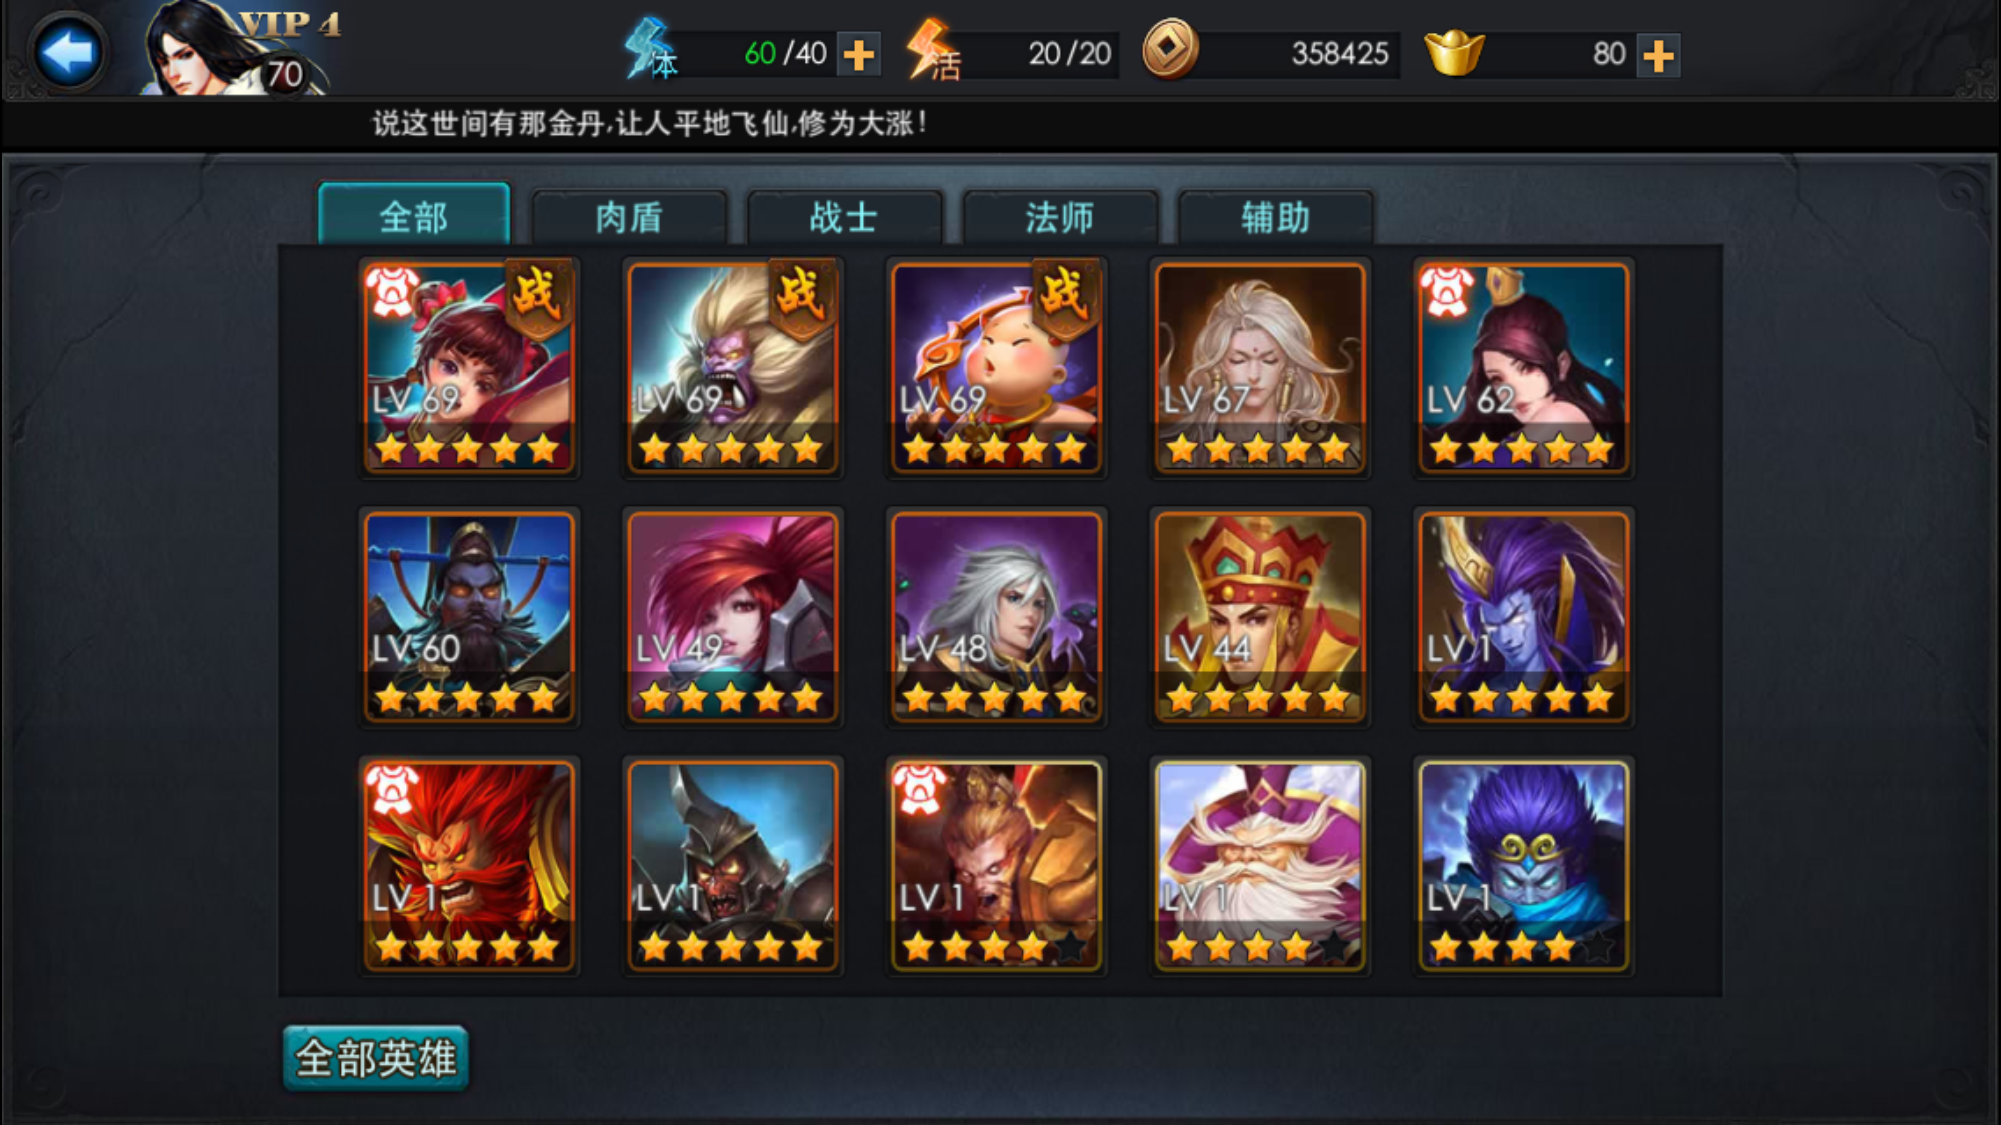 VIP 4
70
体 60/40
活 20/20
358425
80
说这世间有那金丹,让人平地飞仙,修为大涨!
全部 肉盾 战士 法师 辅助
战 战 战
LV 69 LV 69 LV 69 LV 67 LV 62
LV 60 LV 49 LV 48 LV 44 LV 1
LV 1 LV 1 LV 1 LV 1 LV 1
全部英雄